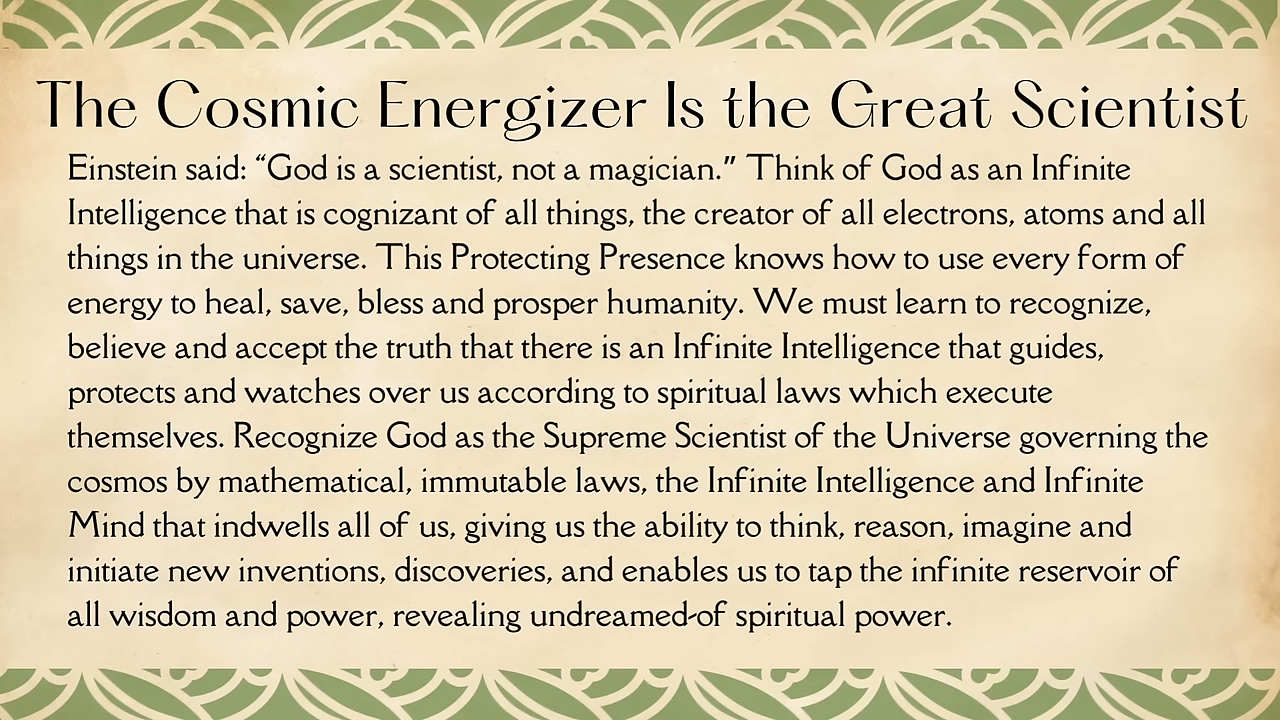 The Cosmic Energizer Is the Great Scientist
Einstein said: “God is a scientist, not a magician.” Think of God as an Infinite
Intelligence that is cognizant of all things, the creator of all electrons, atoms and all
things in the universe. This Protecting Presence knows how to use every form of
energy to heal, save, bless and prosper humanity. We must learn to recognize,
believe and accept the truth that there is an Infinite Intelligence that guides,
protects and watches over us according to spiritual laws which execute
themselves. Recognize God as the Supreme Scientist of the Universe governing the
cosmos by mathematical, immutable laws, the Infinite Intelligence and Infinite
Mind that indwells all of us, giving us the ability to think, reason, imagine and
initiate new inventions, discoveries, and enables us to tap the infinite reservoir of
all wisdom and power, revealing undreamed-of spiritual power.